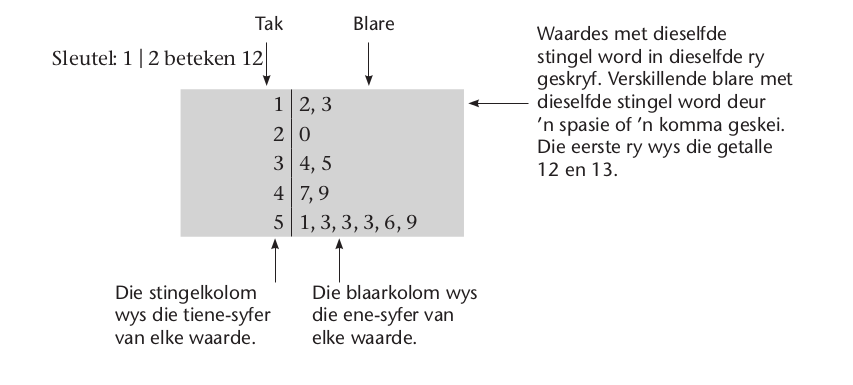 Tak
Blare
Sleutel: 1 | 2 beteken 12
Waardes met dieselfde
stingel word in dieselfde ry
geskryf. Verskillende blare met
dieselfde stingel word deur
’n spasie of ’n komma geskei.
Die eerste ry wys die getalle
12 en 13.
1 | 2, 3
2 | 0
3 | 4, 5
4 | 7, 9
5 | 1, 3, 3, 3, 6, 9
Die stingelkolom
wys die tiene-syfer
van elke waarde.
Die blaarkolom wys
die ene-syfer van
elke waarde.